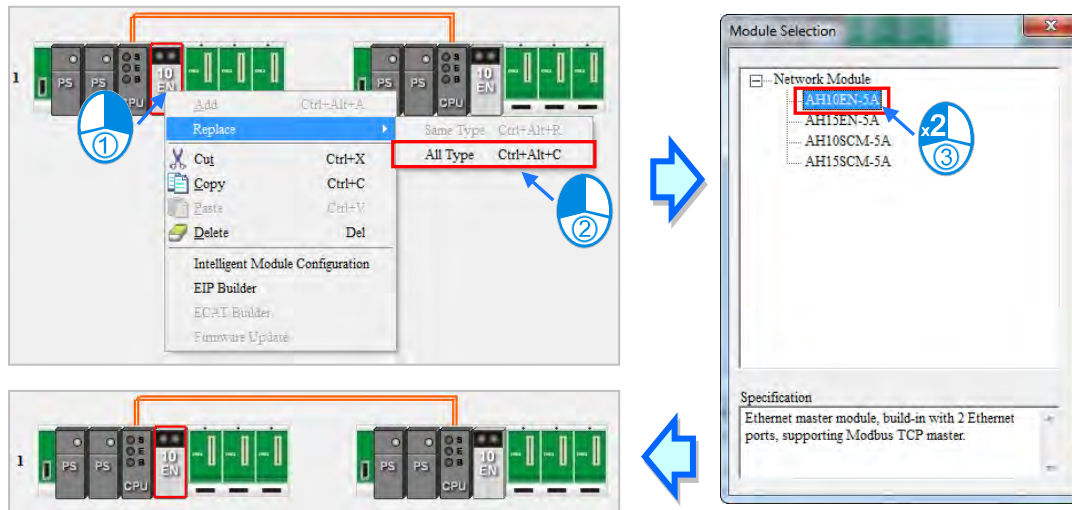 1
PS
PS
S
E
B
CPU
10
EN
PS
PS
S
E
B
CPU
10
EN
①
Add Ctrl+Alt+A
Replace
Cut Ctrl+X
Copy Ctrl+C
Paste Ctrl+V
Delete Del
Intelligent Module Configuration
EIP Builder
ECAT Builder
Firmware Update
Same Type Ctrl+Alt+R
All Type Ctrl+Alt+C
②
Module Selection
Network Module
AH10EN-5A
AH15EN-5A
AH10SCM-5A
AH15SCM-5A
x2
③
Specification
Ethernet master module, build-in with 2 Ethernet
ports, supporting Modbus TCP master.
1
PS
PS
S
E
B
CPU
10
EN
PS
PS
S
E
B
CPU
10
EN